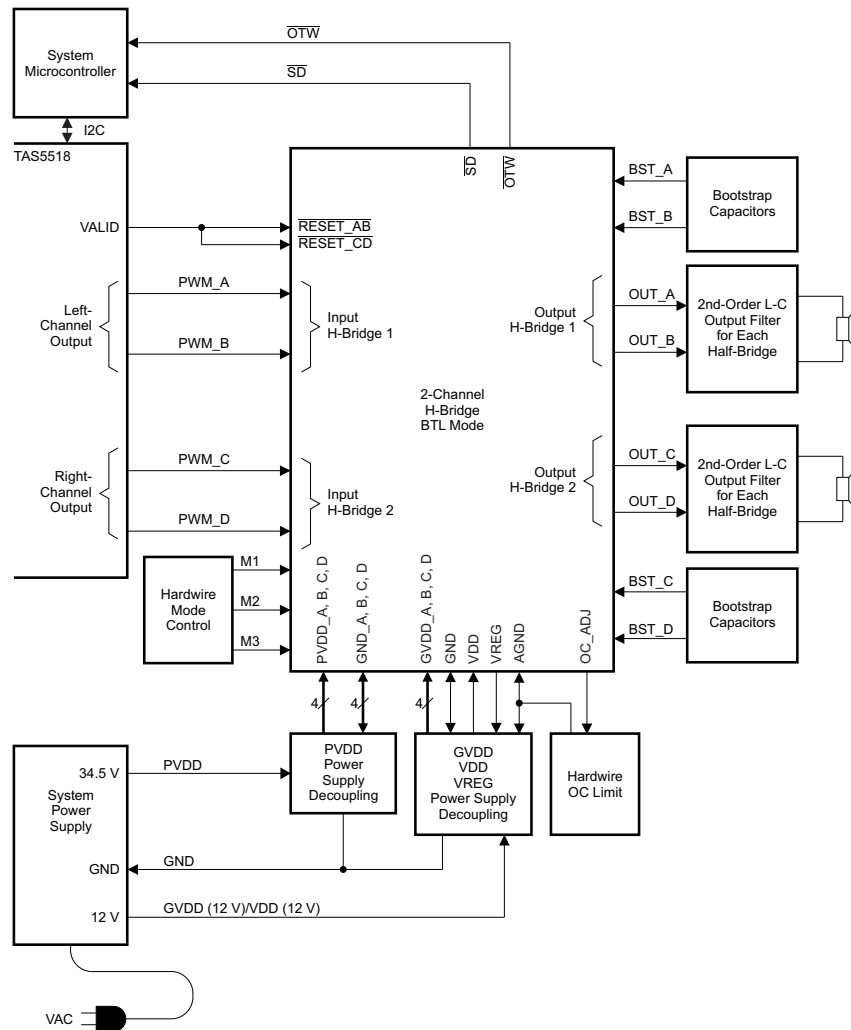 OTW
System
Microcontroller
SD
I2C
TAS5518
SD
OTW
BST_A
Bootstrap
Capacitors
BST_B
VALID
RESET_AB
RESET_CD
Left-
Channel
Output
PWM_A
PWM_B
Input
H-Bridge 1
Output
H-Bridge 1
OUT_A
OUT_B
2nd-Order L-C
Output Filter
for Each
Half-Bridge
2-Channel
H-Bridge
BTL Mode
Right-
Channel
Output
PWM_C
PWM_D
Input
H-Bridge 2
Output
H-Bridge 2
OUT_C
OUT_D
2nd-Order L-C
Output Filter
for Each
Half-Bridge
Hardwire
Mode
Control
M1
M2
M3
PVDD_A, B, C, D
GND_A, B, C, D
GVDD_A, B, C, D
GND
VDD
VREG
AGND
OC_ADJ
BST_C
BST_D
Bootstrap
Capacitors
4
4
4
PVDD
Power
Supply
Decoupling
GVDD
VDD
VREG
Power Supply
Decoupling
Hardwire
OC Limit
34.5 V
PVDD
System
Power
Supply
GND
GND
12 V
GVDD (12 V)/VDD (12 V)
VAC